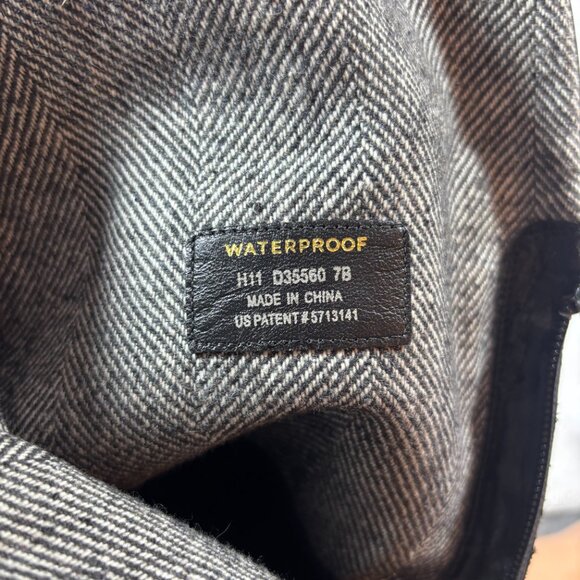 WATERPROOF
H11 D35560 7B
MADE IN CHINA
US PATENT # 5713141